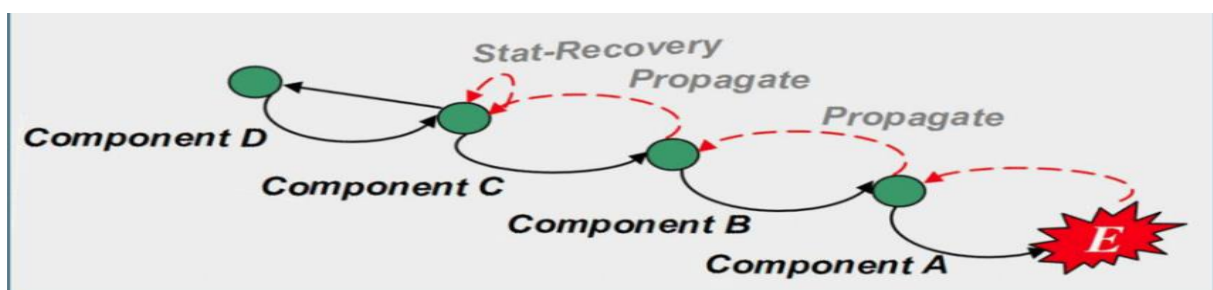 Stat-Recovery
Propagate
Propagate
Component D
Component C
Component B
Component A
E